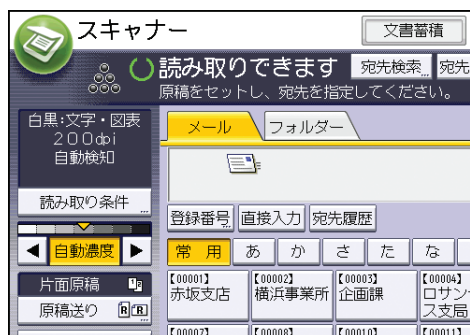 スキャナー
文書蓄積
読み取りできます
宛先検索
宛先
原稿をセットし、宛先を指定してください。
白黒:文字・図表
200dpi
自動検知
読み取り条件
自動濃度
片面原稿
原稿送り
メール
フォルダー
登録番号
直接入力
宛先履歴
常用
あ
か
さ
た
な
【00001】
赤坂支店
【00002】
横浜事業所
【00003】
企画課
【00004】
ロサン
ス支局
【00007】
【00008】
【00010】
【00011】